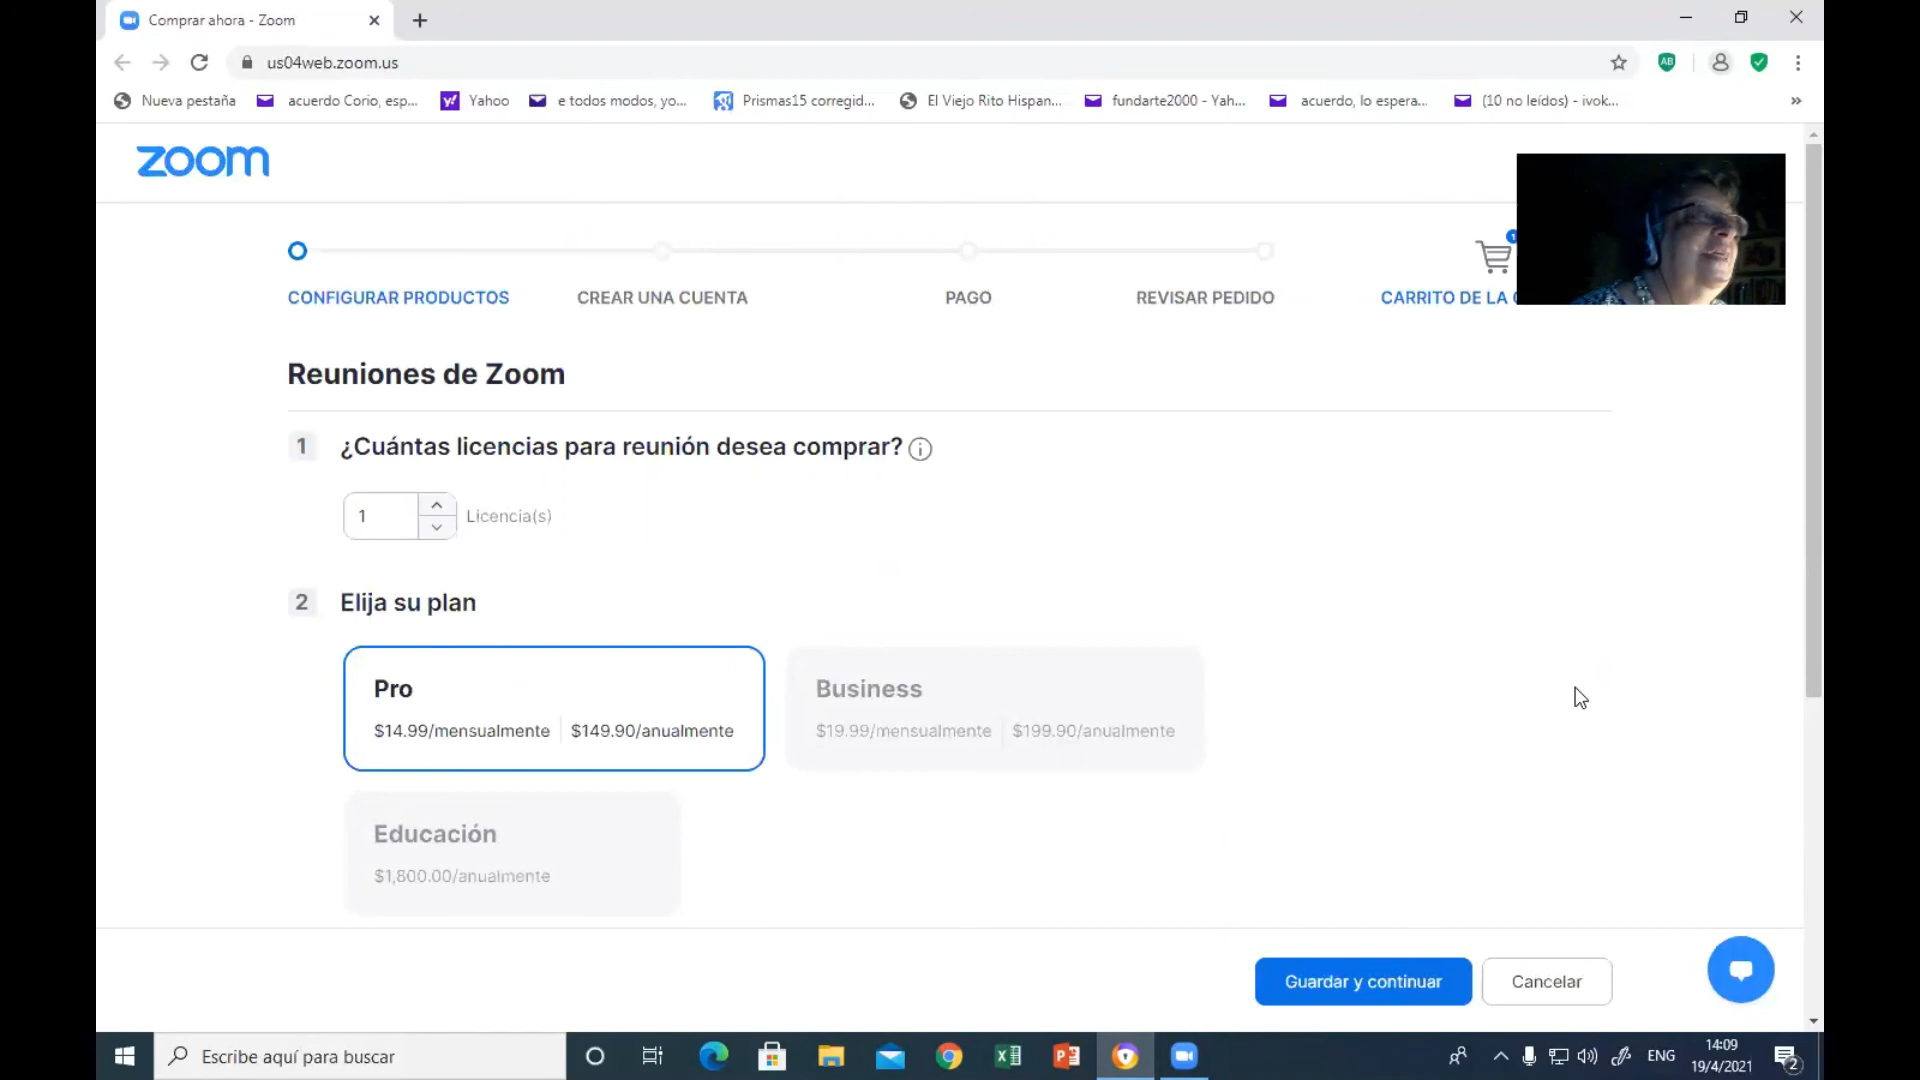 Comprar ahora - Zoom
us04web.zoom.us
AB
Nueva pestaña
acuerdo Corio, esp...
y!
Yahoo
e todos modos, yo...
Prismas15 corregid...
El Viejo Rito Hispan...
fundarte2000 - Yah...
acuerdo, lo espera...
(10 no leídos) - ivok...
zoom
1
CONFIGURAR PRODUCTOS
CREAR UNA CUENTA
PAGO
REVISAR PEDIDO
CARRITO DE LA
Reuniones de Zoom
1 ¿Cuántas licencias para reunión desea comprar?
1 Licencia(s)
2 Elija su plan
Pro
$14.99/mensualmente $149.90/anualmente
Business
$19.99/mensualmente $199.90/anualmente
Educación
$1,800.00/anualmente
Guardar y continuar
Cancelar
Escribe aquí para buscar
ENG
14:09
19/4/2021
2